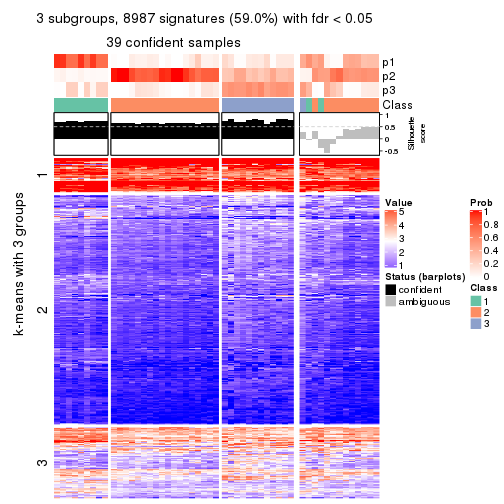 3 subgroups, 8987 signatures (59.0%) with fdr < 0.05
39 confident samples
p1
p2
p3
Class
1
0.5
0
-0.5
Silhouette
score
k-means with 3 groups
1
2
3
Value
5
4
3
2
1
Status (barplots)
confident
ambiguous
Prob
1
0.8
0.6
0.4
0.2
0
Class
1
2
3